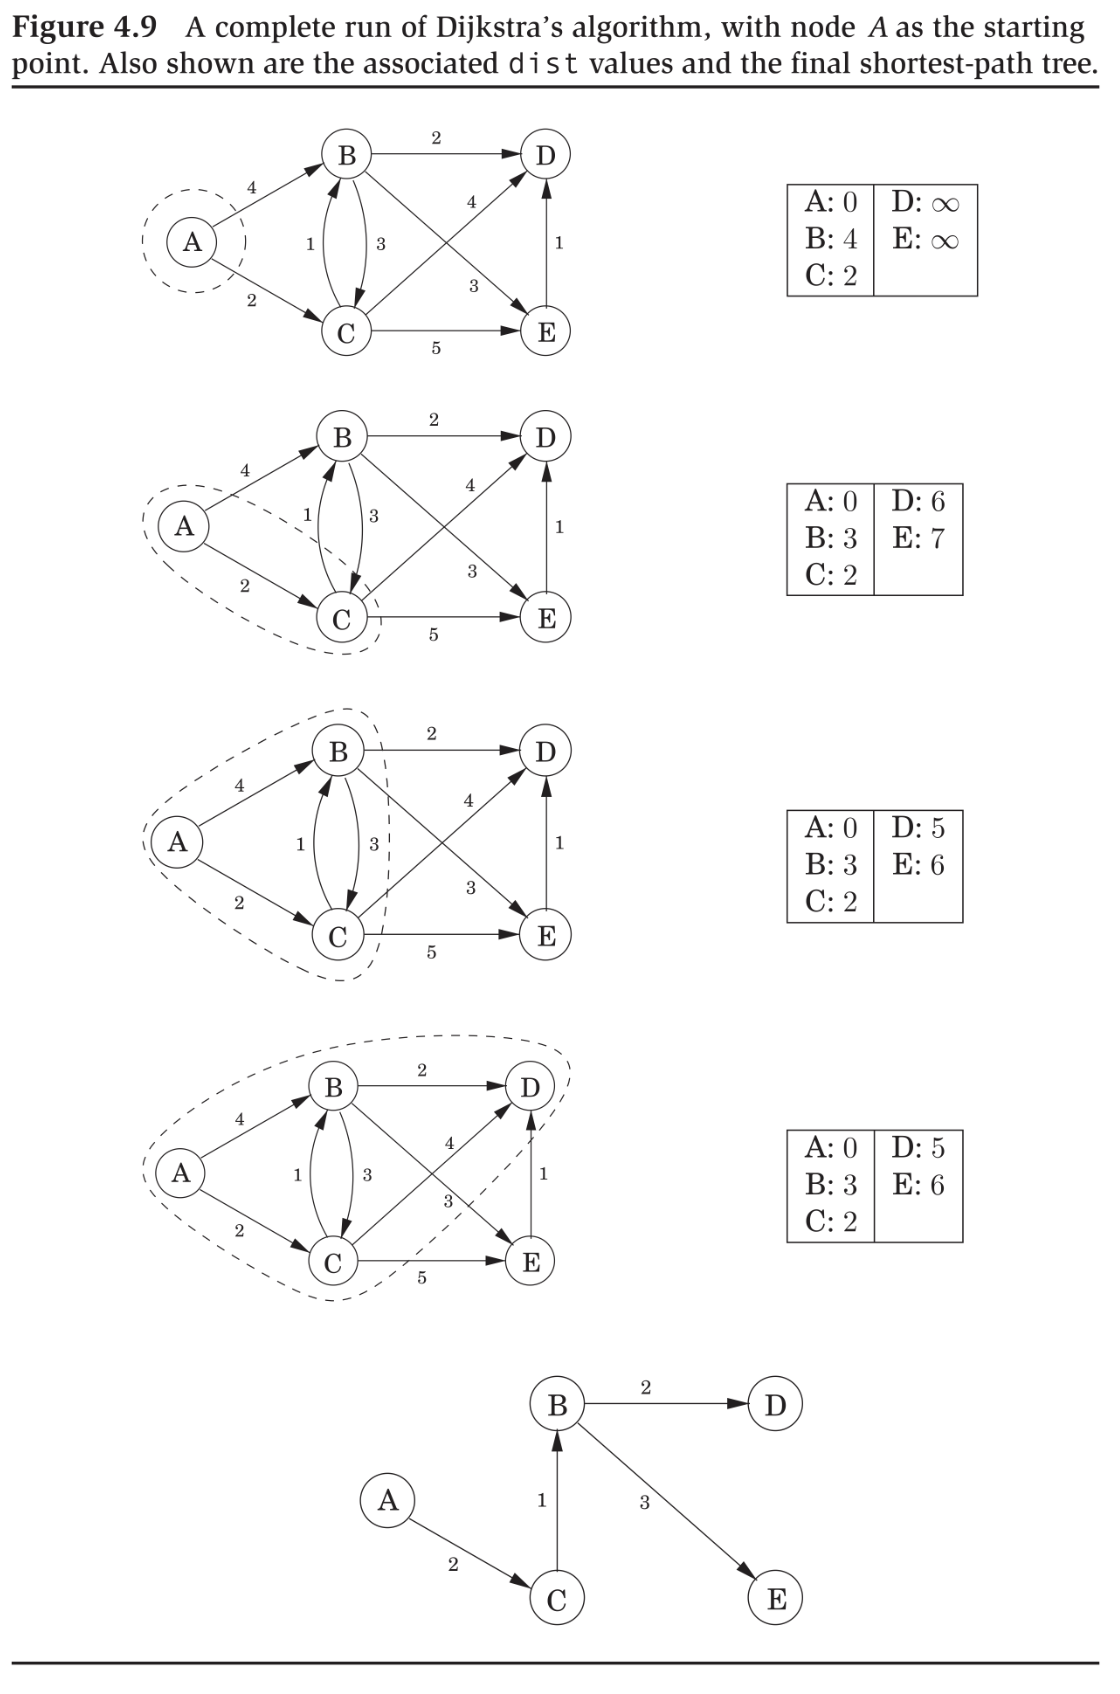 Figure 4.9 A complete run of Dijkstra's algorithm, with node A as the starting
point. Also shown are the associated dist values and the final shortest-path tree.
B 2 D
4 4
A 1 3 1
2 3
C 5 E
A: 0 D: ∞
B: 4 E: ∞
C: 2
B 2 D
4 4
A 1 3 1
2 3
C 5 E
A: 0 D: 6
B: 3 E: 7
C: 2
B 2 D
4 4
A 1 3 1
2 3
C 5 E
A: 0 D: 5
B: 3 E: 6
C: 2
B 2 D
4 4
A 1 3 1
2 3
C 5 E
A: 0 D: 5
B: 3 E: 6
C: 2
B 2 D
A 1 3
2
C E